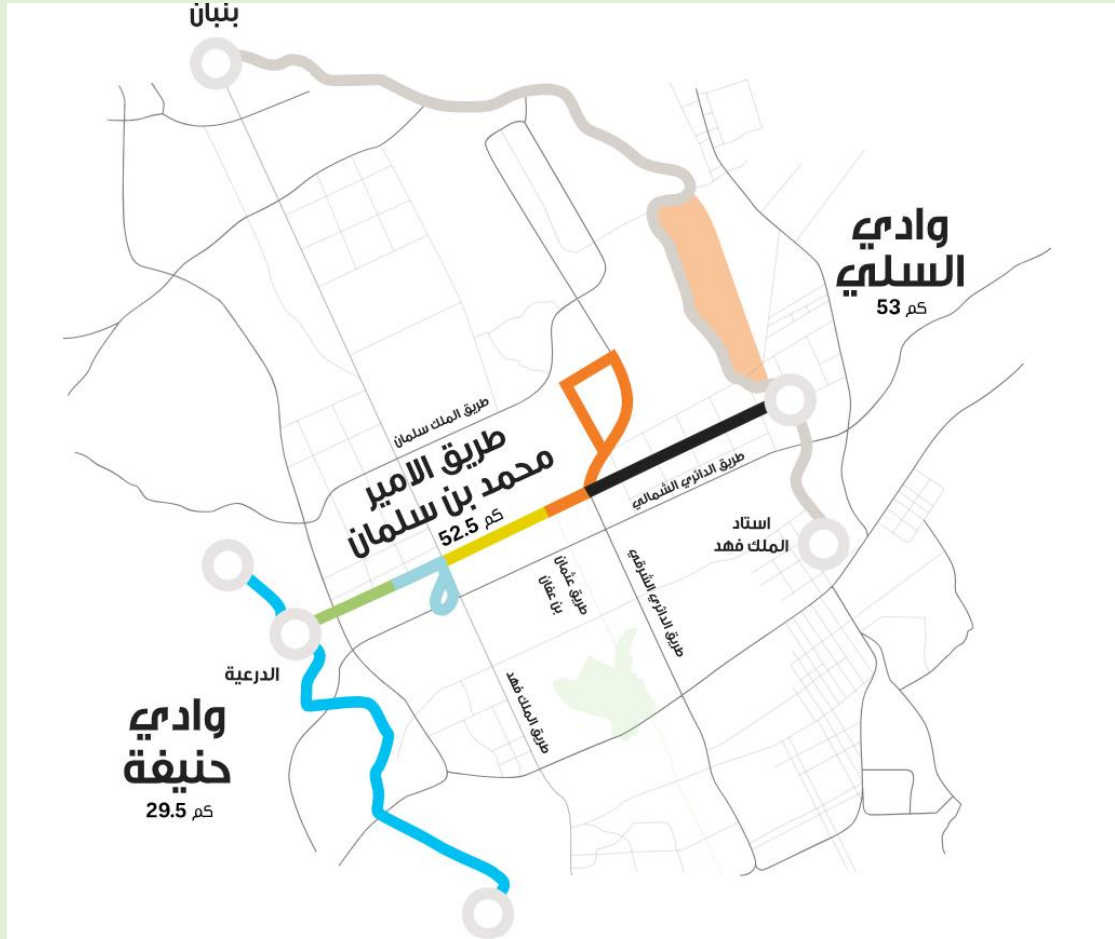 بنبان
وادي
السلي
53 كم
طريق الملك سلمان
طريق الامير
محمد بن سلمان
52.5 كم
طريق الدائري الشمالي
استاد
الملك فهد
طريق عثمان
بن عفان
طريق الدائري الشرقي
الدرعية
طريق الملك فهد
وادي
حنيفة
29.5 كم